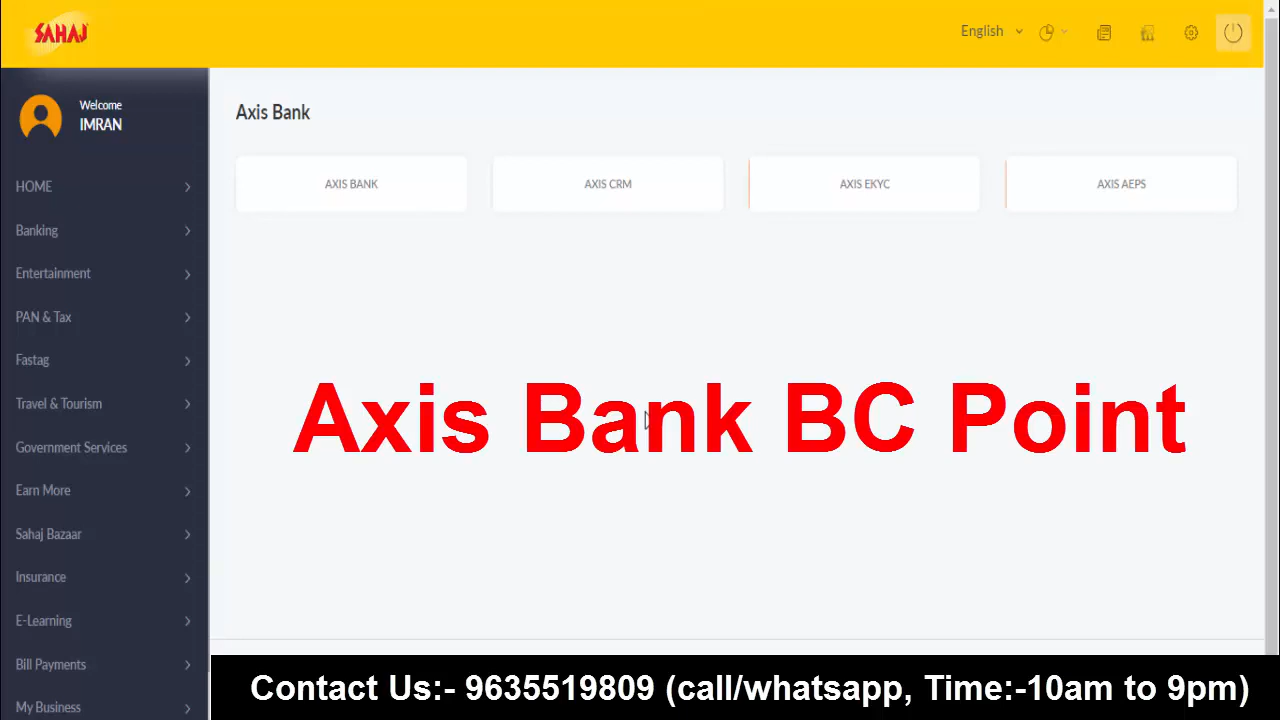 SAHAJ
English
Welcome
IMRAN
HOME
Banking
Entertainment
PAN & Tax
Fastag
Travel & Tourism
Government Services
Earn More
Sahaj Bazaar
Insurance
E-Learning
Bill Payments
My Business
Axis Bank
AXIS BANK
AXIS CRM
AXIS EKYC
AXIS AEPS
Axis Bank BC Point
Contact Us:- 9635519809 (call/whatsapp, Time:-10am to 9pm)